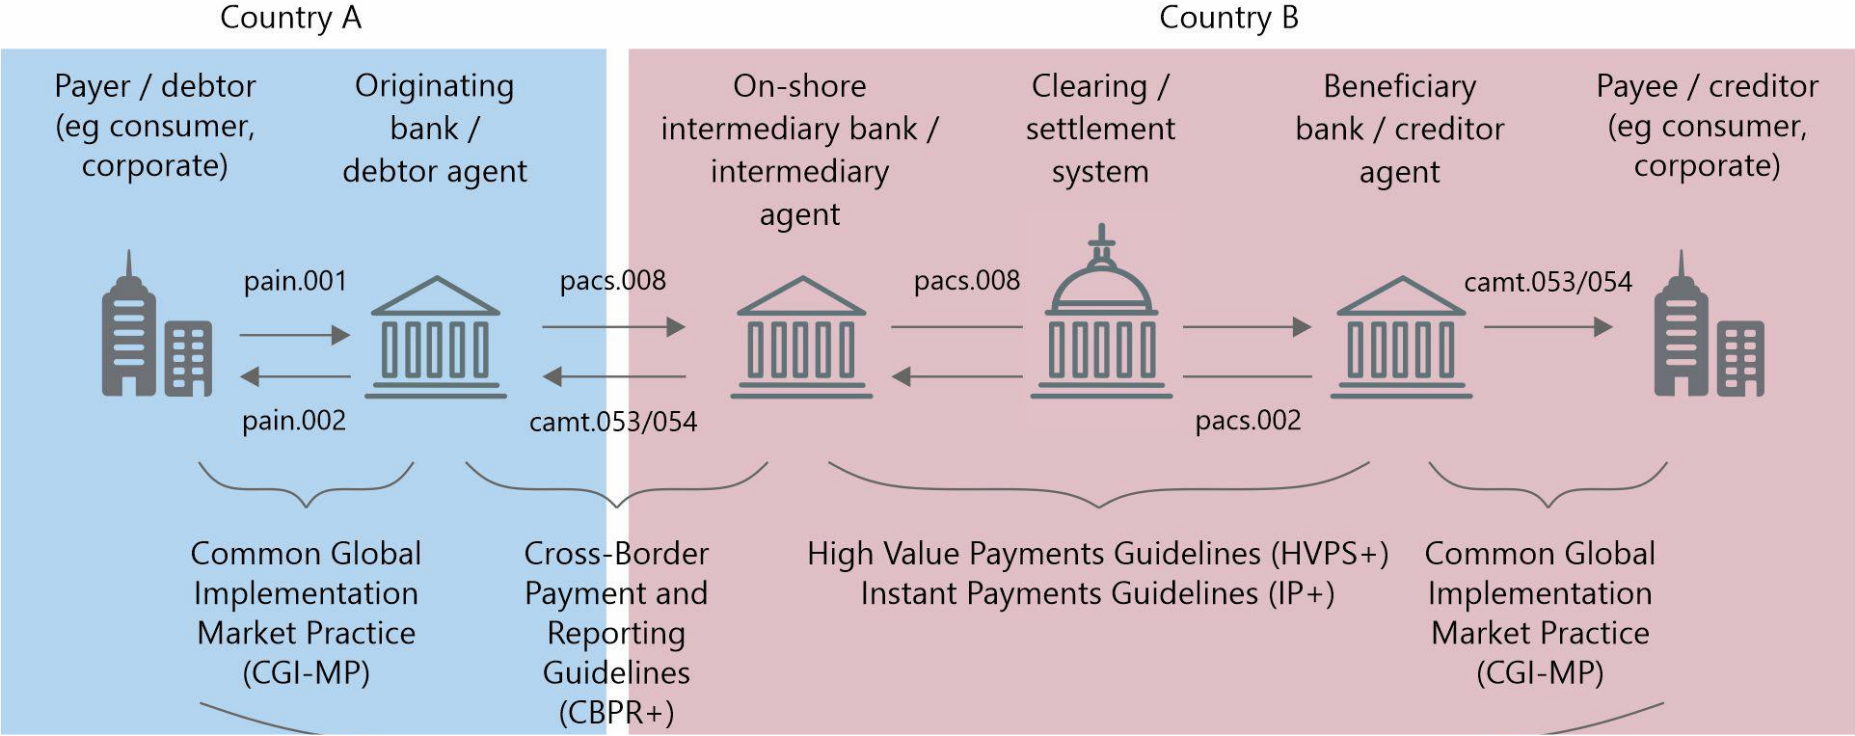 Country A
Country B
Payer / debtor
(eg consumer,
corporate)
Originating
bank /
debtor agent
On-shore
intermediary bank /
intermediary
agent
Clearing /
settlement
system
Beneficiary
bank / creditor
agent
Payee / creditor
(eg consumer,
corporate)
pain.001
pacs.008
pacs.008
camt.053/054
pain.002
camt.053/054
pacs.002
Common Global
Implementation
Market Practice
(CGI-MP)
Cross-Border
Payment and
Reporting
Guidelines
(CBPR+)
High Value Payments Guidelines (HVPS+)
Instant Payments Guidelines (IP+)
Common Global
Implementation
Market Practice
(CGI-MP)